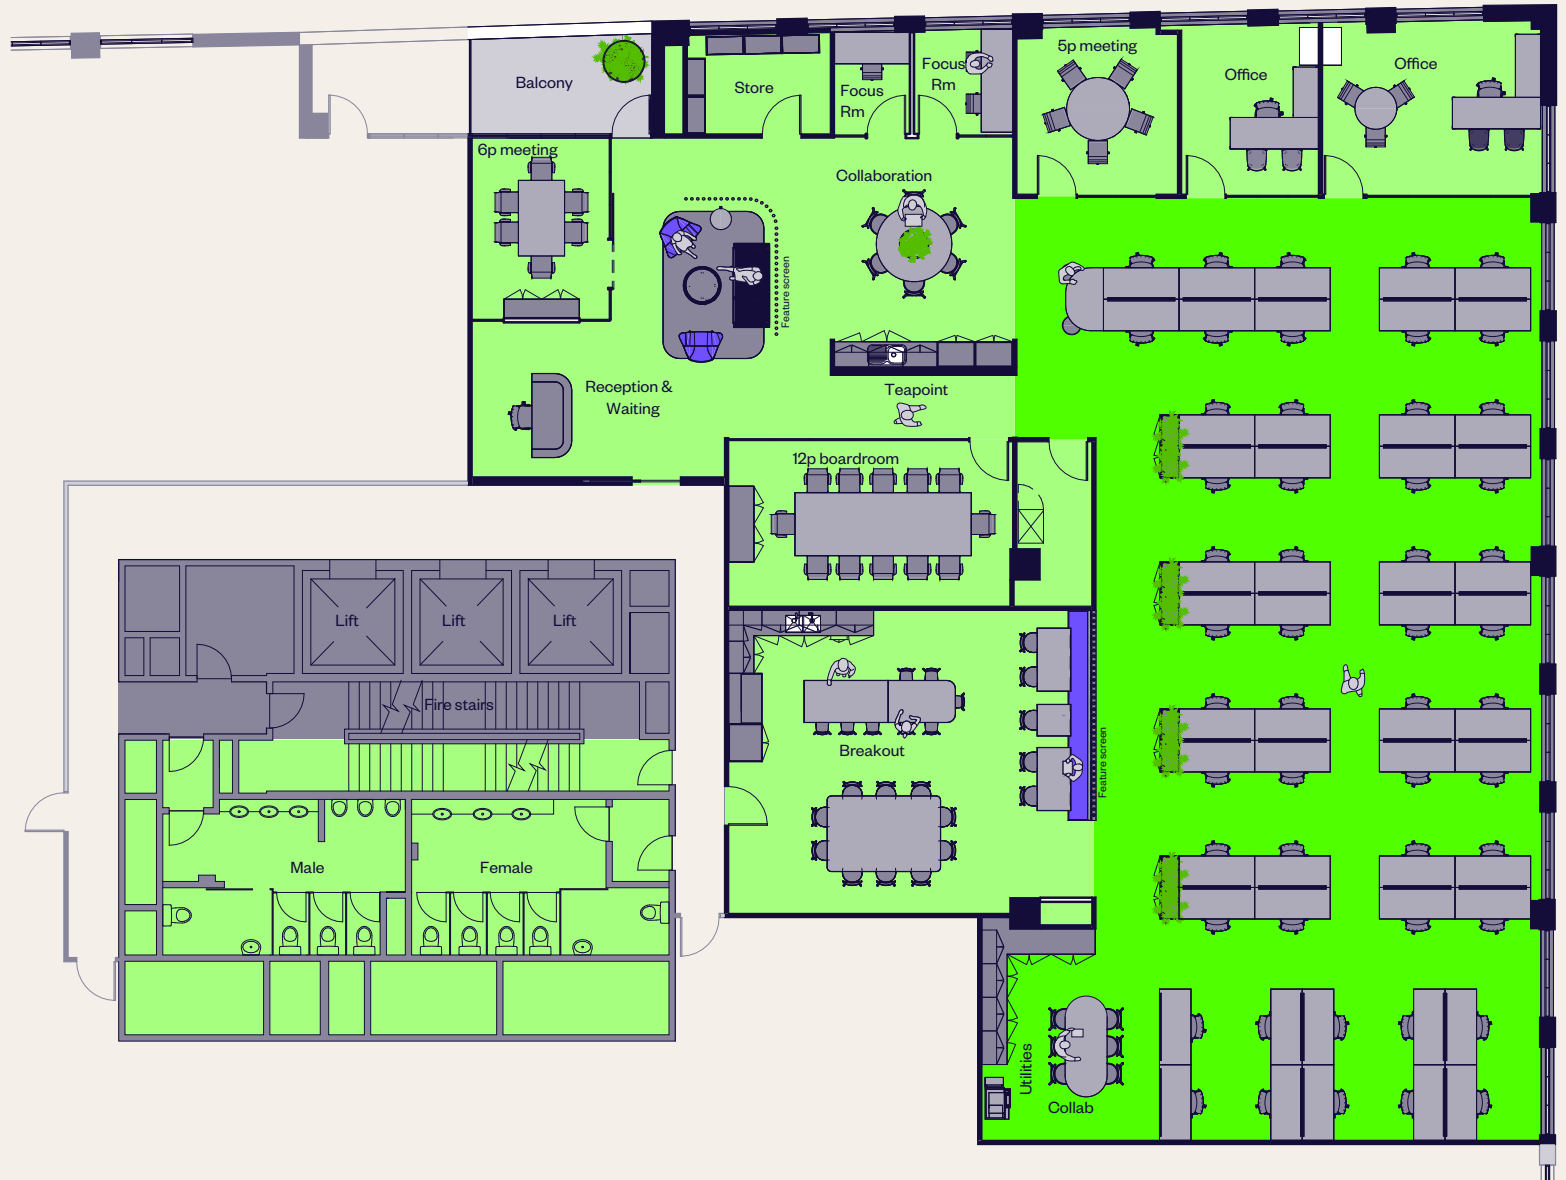 5p meeting
Office
Office
Balcony
Store
Focus
Rm
Focus
Rm
6p meeting
Collaboration
Feature screen
Reception &
Waiting
Teapoint
12p boardroom
Lift
Lift
Lift
Fire stairs
Breakout
Feature screen
Male
Female
Utilities
Collab